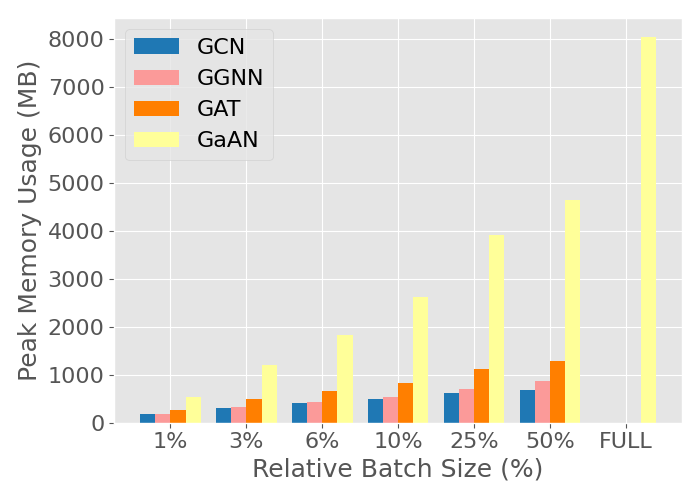 Peak Memory Usage (MB)
8000
7000
6000
5000
4000
3000
2000
1000
0
GCN
GGNN
GAT
GaAN
1% 3% 6% 10% 25% 50% FULL
Relative Batch Size (%)